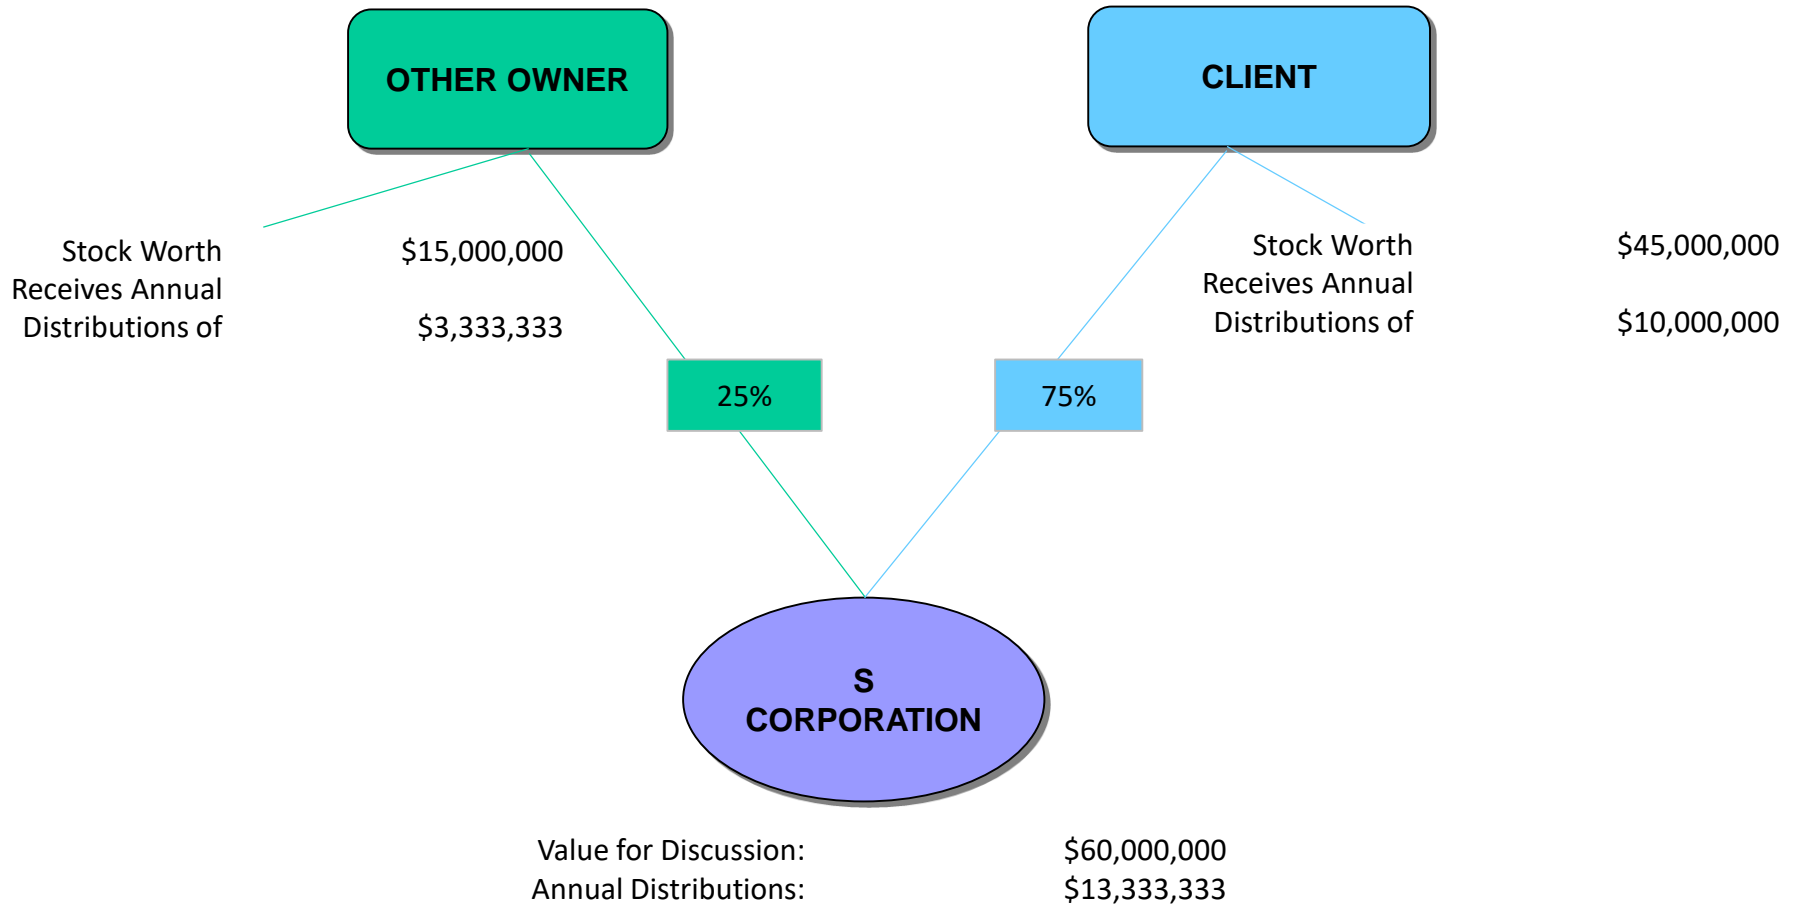 OTHER OWNER
CLIENT
Stock Worth $15,000,000
Receives Annual
Distributions of $3,333,333
Stock Worth $45,000,000
Receives Annual
Distributions of $10,000,000
25%
75%
S
CORPORATION
Value for Discussion: $60,000,000
Annual Distributions: $13,333,333